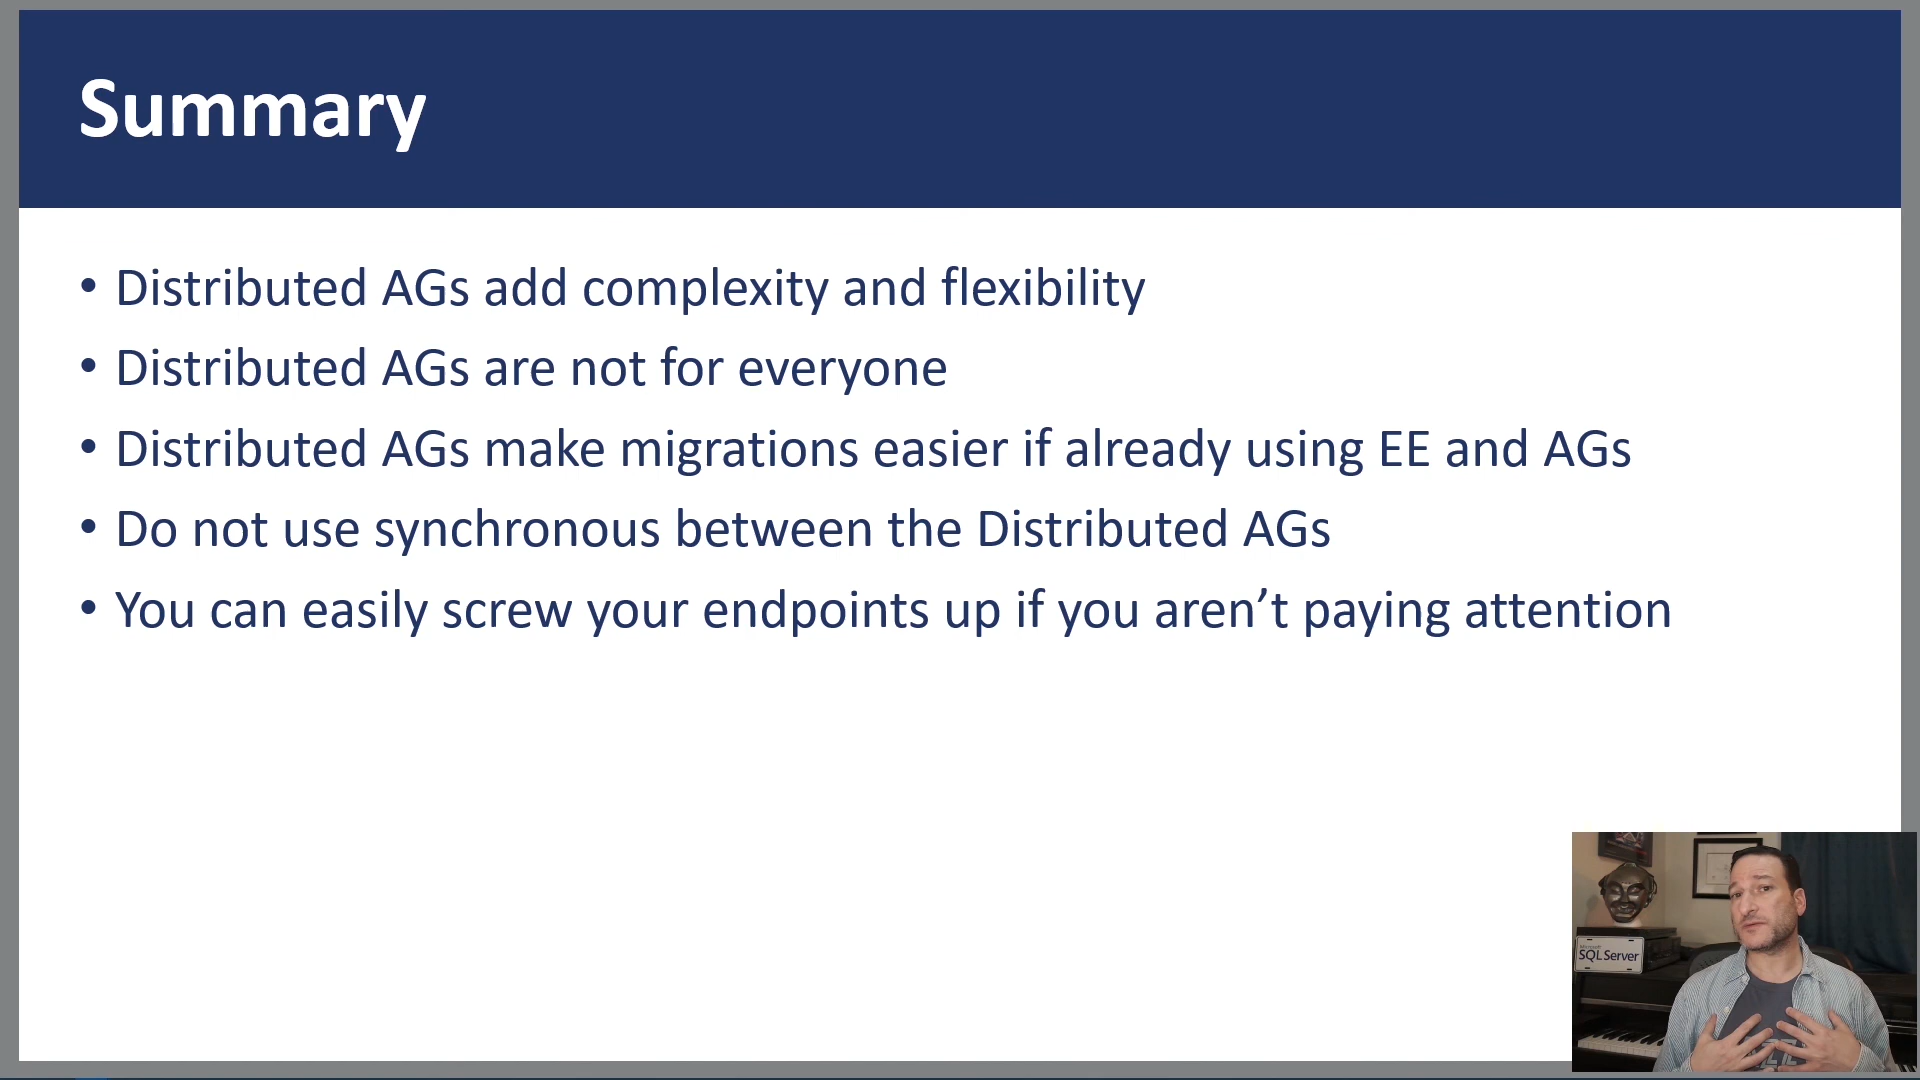 Summary
• Distributed AGs add complexity and flexibility
• Distributed AGs are not for everyone
• Distributed AGs make migrations easier if already using EE and AGs
• Do not use synchronous between the Distributed AGs
• You can easily screw your endpoints up if you aren’t paying attention
Microsoft
SQL Server